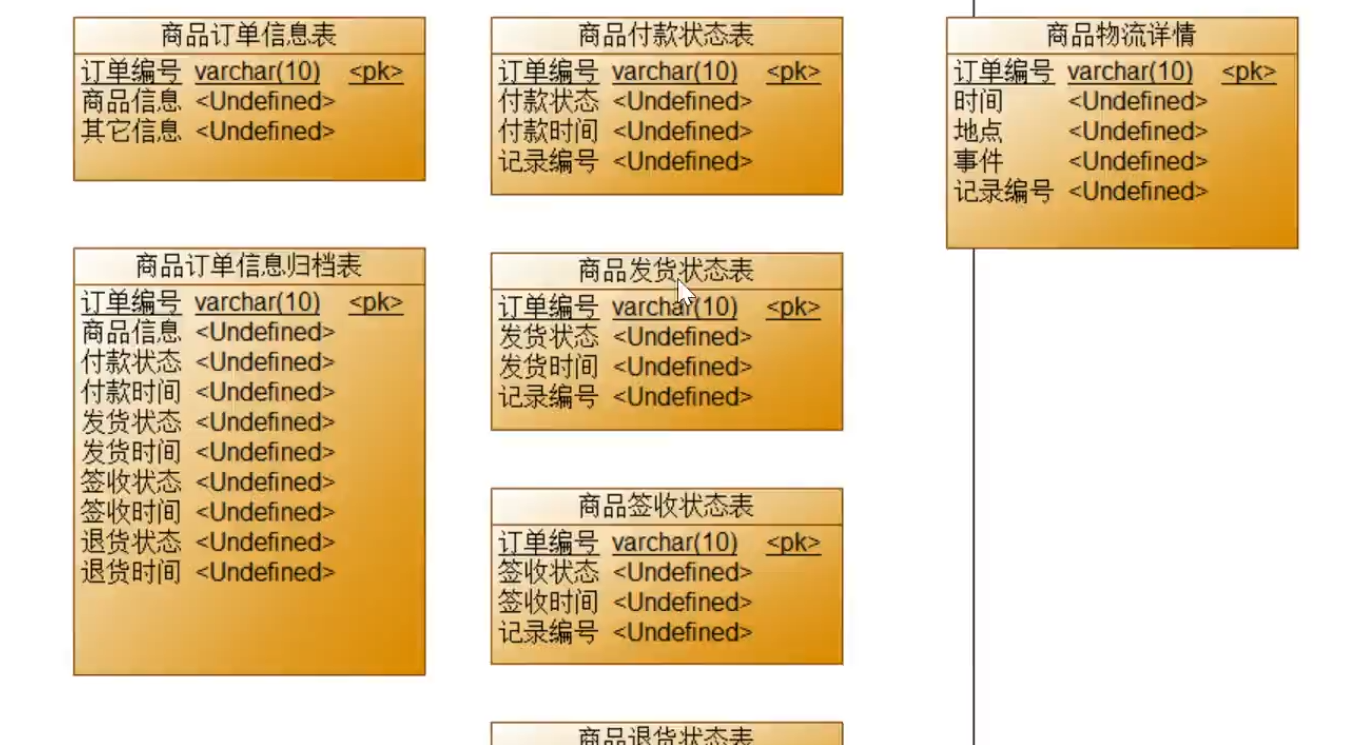 商品订单信息表
订单编号 varchar(10) <pk>
商品信息 <Undefined>
其它信息 <Undefined>
商品付款状态表
订单编号 varchar(10) <pk>
付款状态 <Undefined>
付款时间 <Undefined>
记录编号 <Undefined>
商品物流详情
订单编号 varchar(10) <pk>
时间 <Undefined>
地点 <Undefined>
事件 <Undefined>
记录编号 <Undefined>
商品订单信息归档表
订单编号 varchar(10) <pk>
商品信息 <Undefined>
付款状态 <Undefined>
付款时间 <Undefined>
发货状态 <Undefined>
发货时间 <Undefined>
签收状态 <Undefined>
签收时间 <Undefined>
退货状态 <Undefined>
退货时间 <Undefined>
商品发货状态表
订单编号 varchar(10) <pk>
发货状态 <Undefined>
发货时间 <Undefined>
记录编号 <Undefined>
商品签收状态表
订单编号 varchar(10) <pk>
签收状态 <Undefined>
签收时间 <Undefined>
记录编号 <Undefined>
商品退货状态表